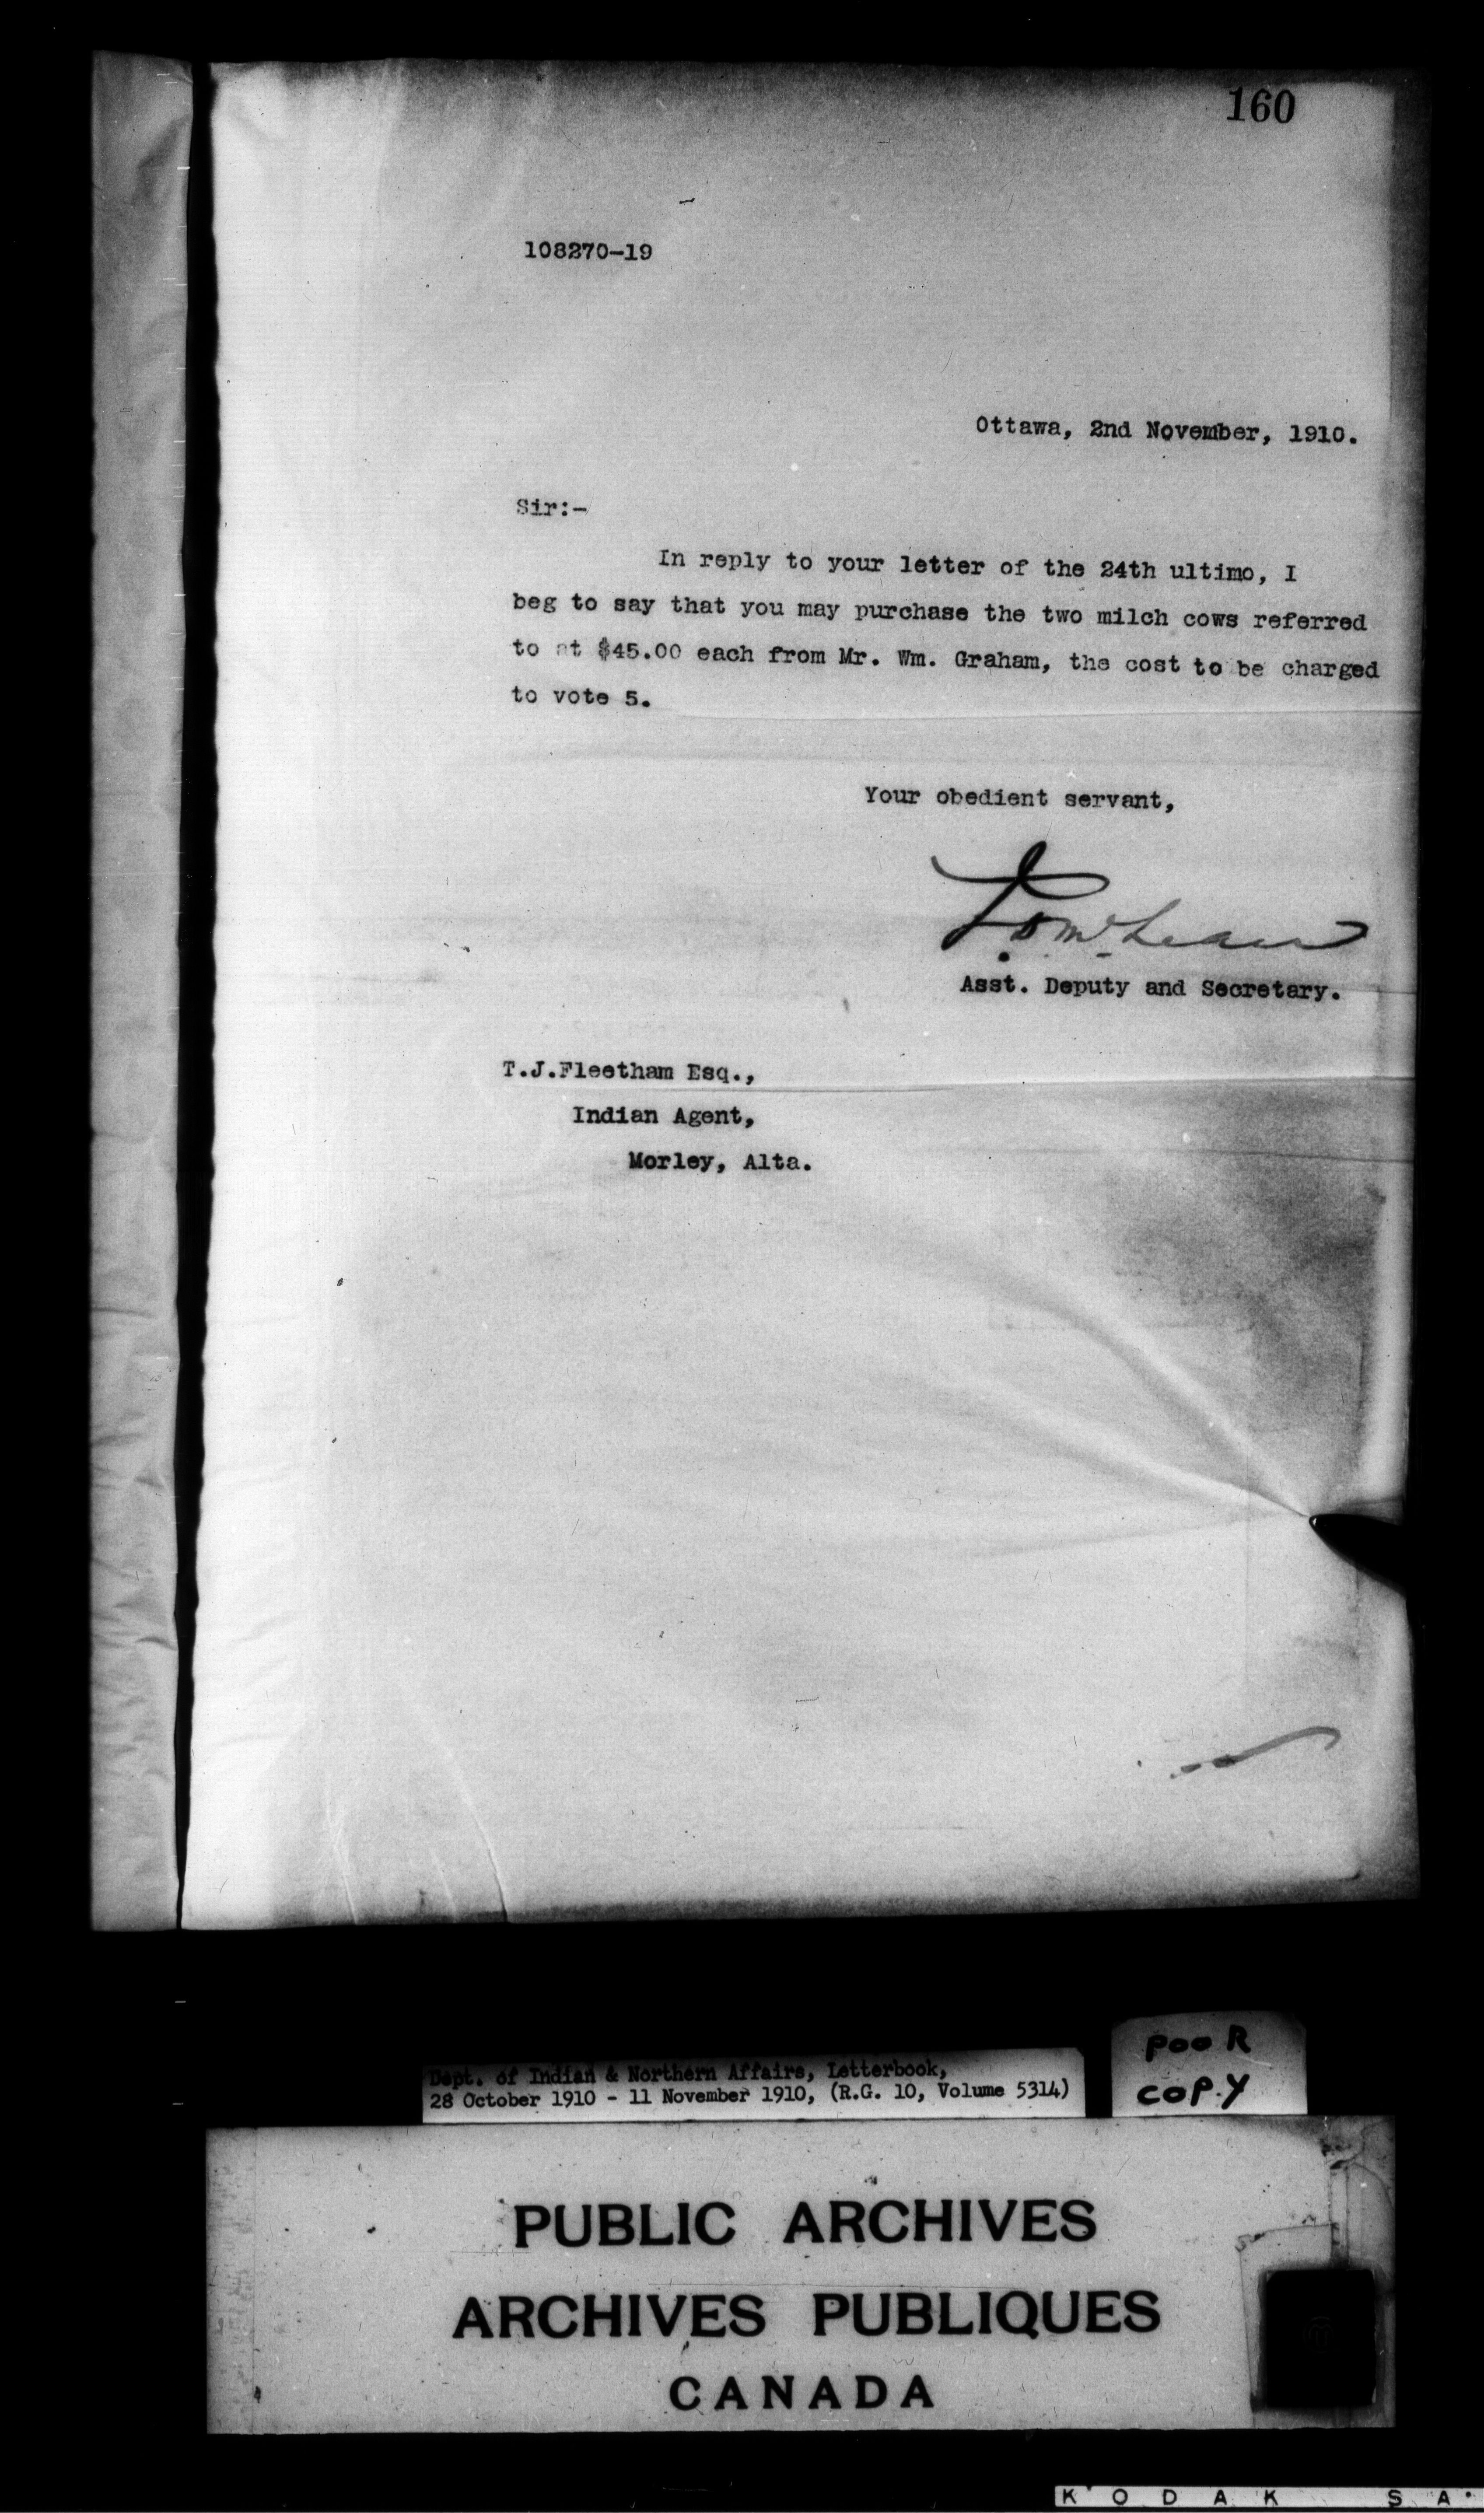 160
108270-19
Ottawa, 2nd November, 1910.
Sir:-
In reply to your letter of the 24th ultimo, I
beg to say that you may purchase the two milch cows referred
to at $45.00 each from Mr. Wm. Graham, the cost to be charged
to vote 5.
Your obedient servant,
J.D. McLean
Asst. Deputy and Secretary.
T.J.Fleetham Esq.,
Indian Agent,
Morley, Alta.
Dept. of Indian & Northern Affairs, Letterbook,
28 October 1910 - 11 November 1910, (R.G. 10, Volume 5314)
POOR
COPY
PUBLIC ARCHIVES
ARCHIVES PUBLIQUES
CANADA
KODAK SA